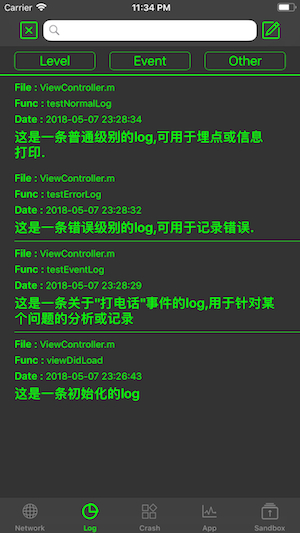 Carrier 11:34 PM
Level Event Other
File : ViewController.m
Func : testNormalLog
Date : 2018-05-07 23:28:34
这是一条普通级别的log,可用于埋点或信息
打印.
File : ViewController.m
Func : testErrorLog
Date : 2018-05-07 23:28:32
这是一条错误级别的log,可用于记录错误.
File : ViewController.m
Func : testEventLog
Date : 2018-05-07 23:28:29
这是一条关于"打电话"事件的log,用于针对某
个问题的分析或记录
File : ViewController.m
Func : viewDidLoad
Date : 2018-05-07 23:26:43
这是一条初始化的log
Network Log Crash App Sandbox